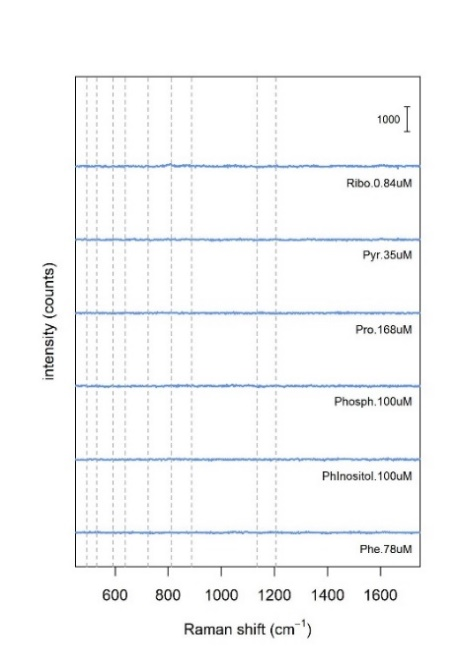 1000
Ribo.0.84uM
Pyr.35uM
Pro.168uM
Phosph.100uM
PhInositol.100uM
Phe.78uM
intensity (counts)
600 800 1000 1200 1400 1600
Raman shift (cm⁻¹)